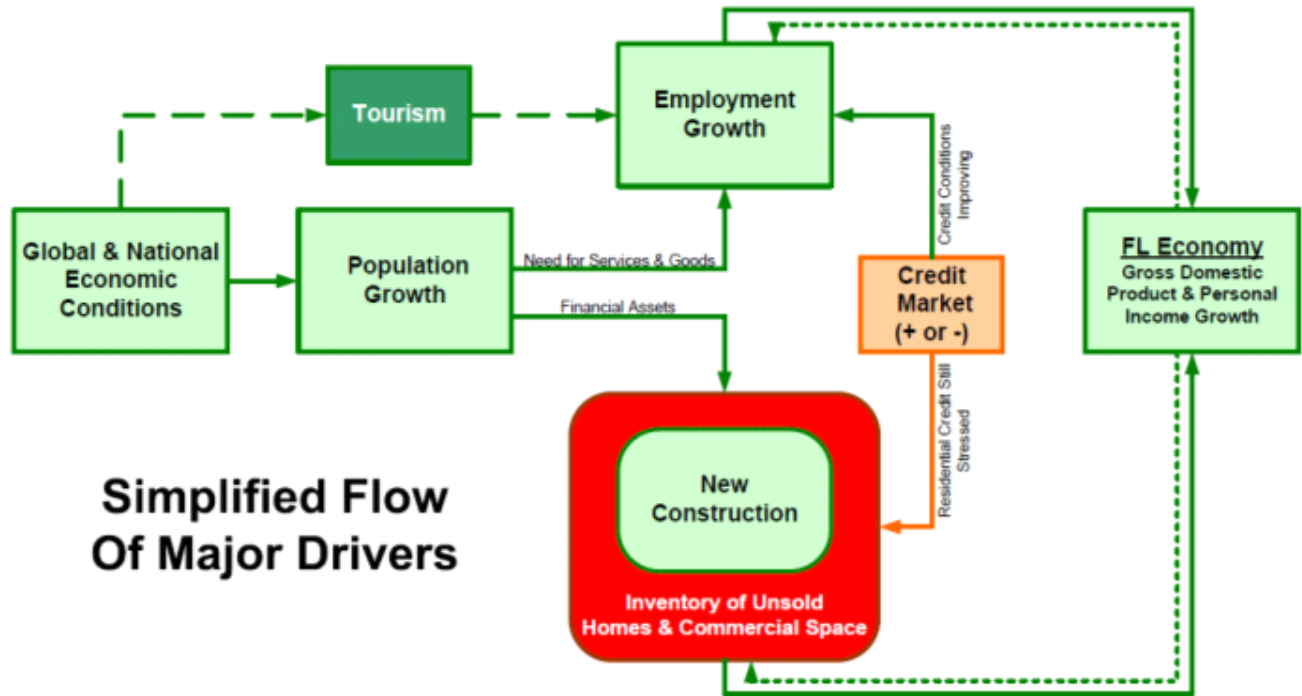 Tourism
Employment
Growth
Global & National
Economic
Conditions
Population
Growth
Need for Services & Goods
Financial Assets
Credit Conditions
Improving
Credit
Market
(+ or -)
Residential Credit Still
Stressed
FL Economy
Gross Domestic
Product & Personal
Income Growth
New
Construction
Inventory of Unsold
Homes & Commercial Space
Simplified Flow
Of Major Drivers